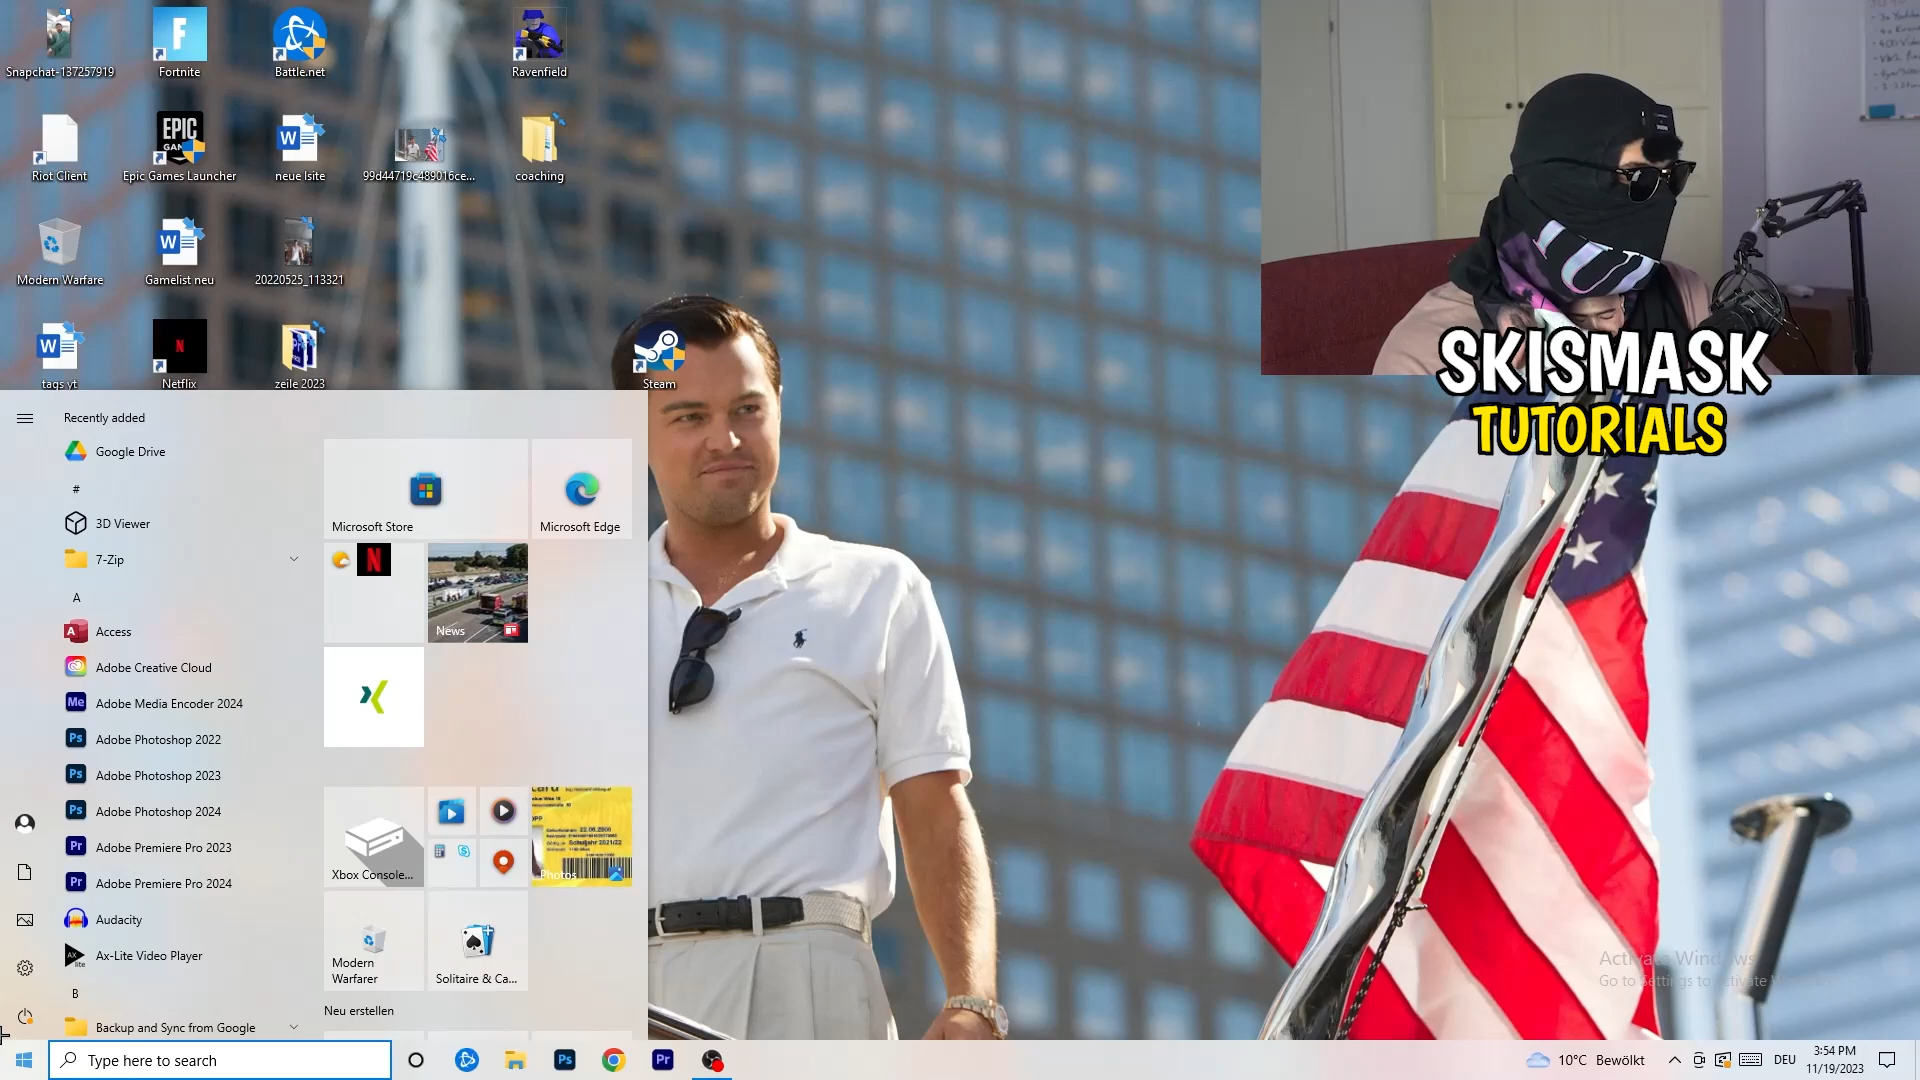 Snapchat-137257919
Fortnite
Battle.net
Ravenfield
Riot Client
EPIC
Epic Games Launcher
neue lsite
99d44719c489016ce...
coaching
Modern Warfare
Gamelist neu
20220525_113321
tags yt
Netflix
zeile 2023
Steam
SKISMASK
TUTORIALS
Recently added
Google Drive
#
3D Viewer
7-Zip
A
Access
Adobe Creative Cloud
Adobe Media Encoder 2024
Adobe Photoshop 2022
Adobe Photoshop 2023
Adobe Photoshop 2024
Adobe Premiere Pro 2023
Adobe Premiere Pro 2024
Audacity
Ax-Lite Video Player
B
Backup and Sync from Google
Microsoft Store
Microsoft Edge
News
Xbox Console...
Photos
Modern
Warfarer
Solitaire & Ca...
Neu erstellen
Type here to search
10°C Bewölkt
DEU
3:54 PM
11/19/2023